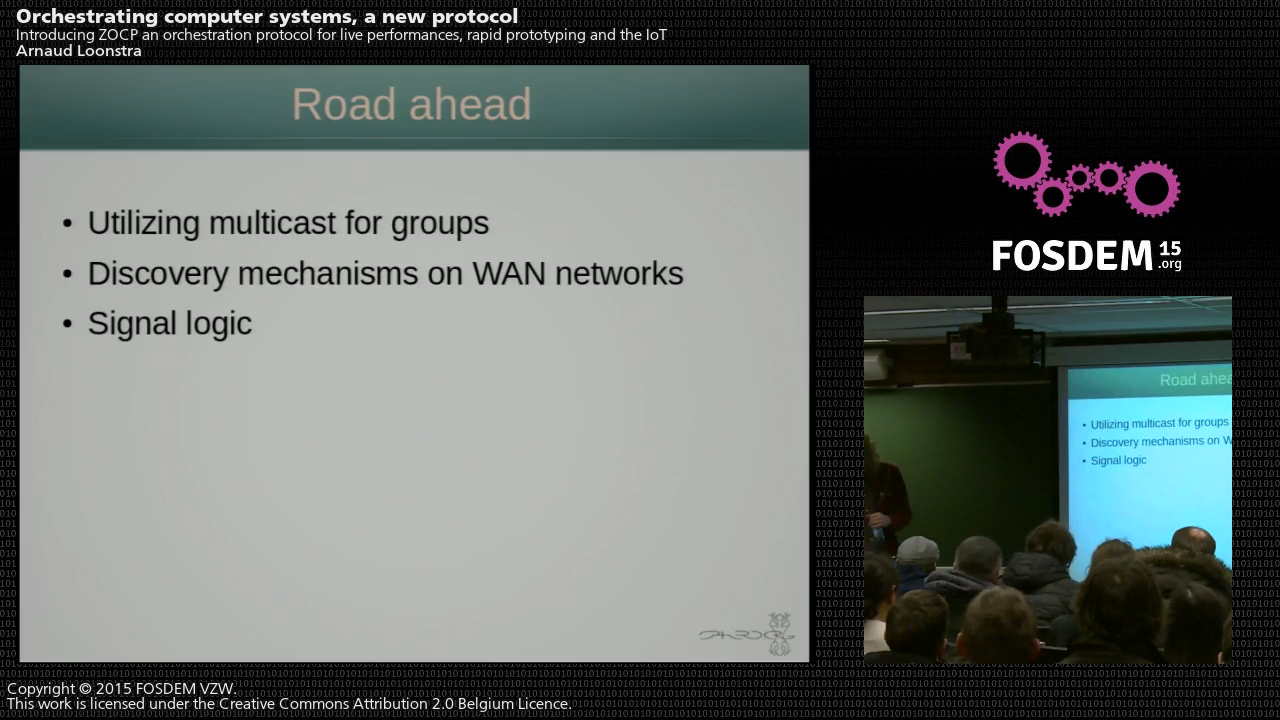 Orchestrating computer systems, a new protocol
Introducing ZOCP an orchestration protocol for live performances, rapid prototyping and the IoT
Arnaud Loonstra
Road ahead
• Utilizing multicast for groups
• Discovery mechanisms on WAN networks
• Signal logic
FOSDEM 15
.org
Road ahea
• Utilizing multicast for groups
• Discovery mechanisms on W
• Signal logic
Copyright © 2015 FOSDEM VZW.
This work is licensed under the Creative Commons Attribution 2.0 Belgium Licence.